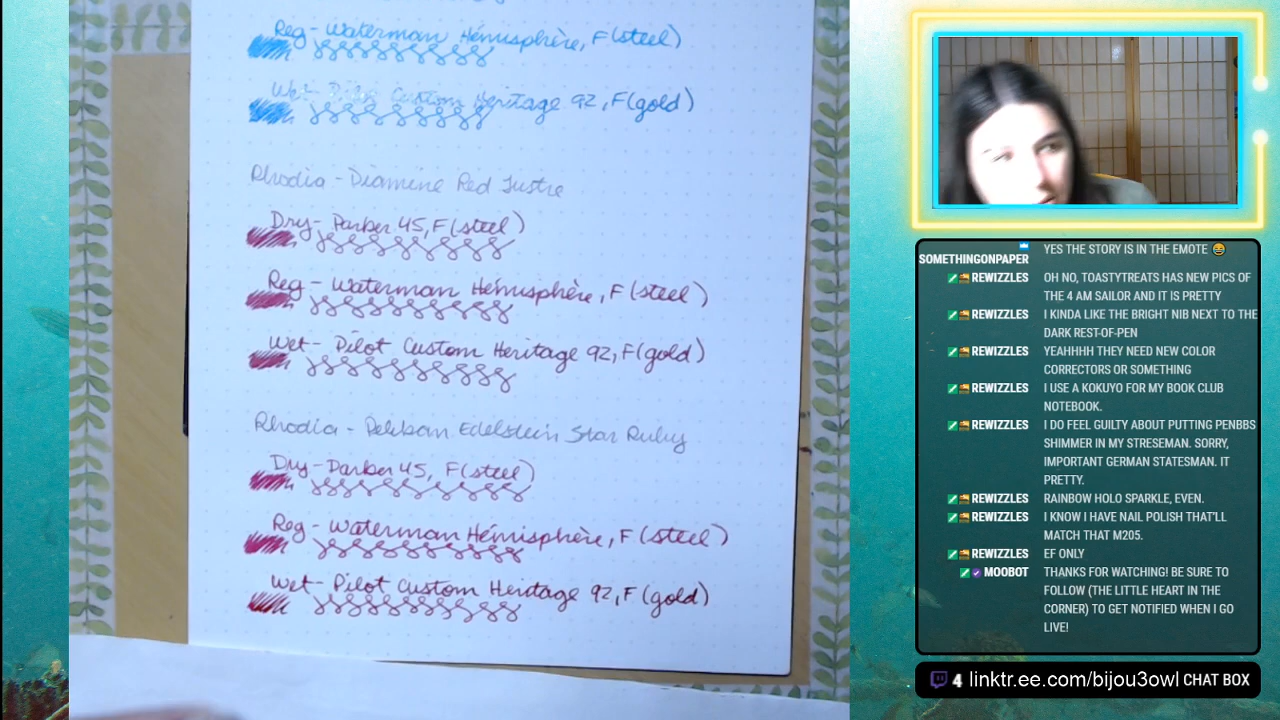 Reg - Waterman Hémisphère, F (steel)
Wet - Pilot Custom Heritage 92, F (gold)
Rhodia - Diamine Red Lustre
Dry - Parker 45, F (steel)
Reg - Waterman Hémisphère, F (steel)
Wet - Pilot Custom Heritage 92, F (gold)
Rhodia - Pelikan Edelstein Star Ruby
Dry - Parker 45, F (steel)
Reg - Waterman Hémisphère, F (steel)
Wet - Pilot Custom Heritage 92, F (gold)
SOMETHINGONPAPER YES THE STORY IS IN THE EMOTE 😂
REWIZZLES OH NO, TOASTYTREATS HAS NEW PICS OF
THE 4 AM SAILOR AND IT IS PRETTY
REWIZZLES I KINDA LIKE THE BRIGHT NIB NEXT TO THE
DARK REST-OF-PEN
REWIZZLES YEAHHHH THEY NEED NEW COLOR
CORRECTORS OR SOMETHING
REWIZZLES I USE A KOKUYO FOR MY BOOK CLUB
NOTEBOOK.
REWIZZLES I DO FEEL GUILTY ABOUT PUTTING PENBBS
SHIMMER IN MY STRESEMAN. SORRY,
IMPORTANT GERMAN STATESMAN. IT
PRETTY.
REWIZZLES RAINBOW HOLO SPARKLE, EVEN.
REWIZZLES I KNOW I HAVE NAIL POLISH THAT'LL
MATCH THAT M205.
REWIZZLES EF ONLY
MOOBOT THANKS FOR WATCHING! BE SURE TO
FOLLOW (THE LITTLE HEART IN THE
CORNER) TO GET NOTIFIED WHEN I GO
LIVE!
4 linktr.ee.com/bijou3owl CHAT BOX